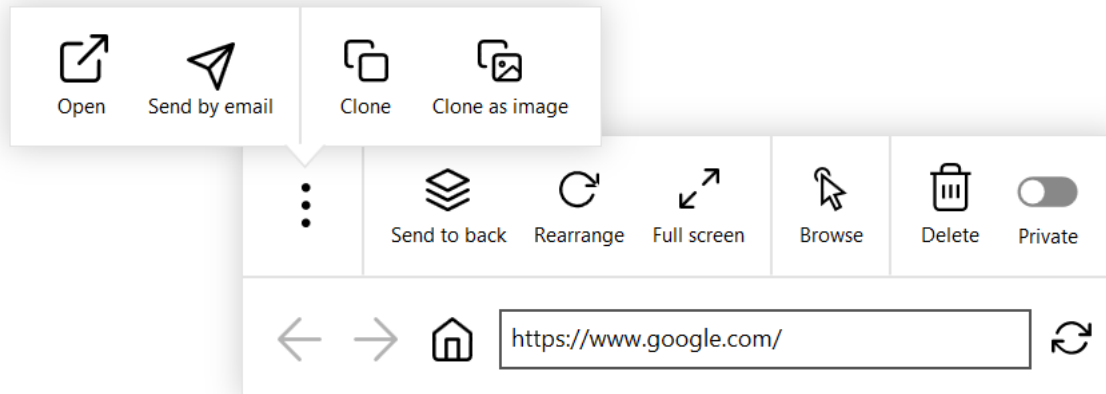 Open Send by email Clone Clone as image
Send to back Rearrange Full screen Browse Delete Private
https://www.google.com/